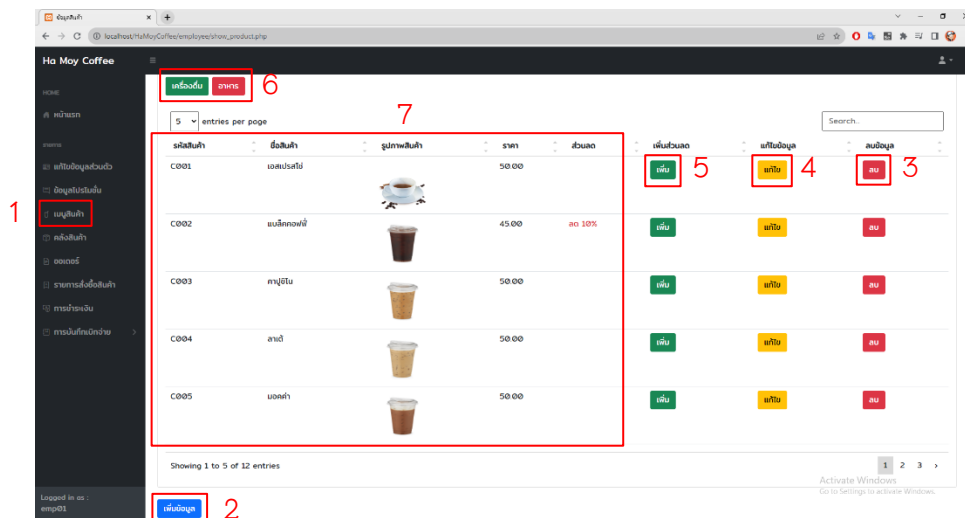 ข้อมูลสินค้า
localhost/HaMoyCoffee/employee/show_product.php
Ha Moy Coffee
HOME
หน้าแรก
รายการ
แก้ไขข้อมูลส่วนตัว
ข้อมูลโปรโมชั่น
1 เมนูสินค้า
คลังสินค้า
ออเดอร์
รายการสั่งซื้อสินค้า
การชำระเงิน
การบันทึกเบิกจ่าย
Logged in as :
emp01
เครื่องดื่ม อาหาร 6
5 entries per page 7 Search..
รหัสสินค้า ชื่อสินค้า รูปภาพสินค้า ราคา ส่วนลด เพิ่มส่วนลด แก้ไขข้อมูล ลบข้อมูล
C001 เอสเปรสโซ่ 50.00 เพิ่ม 5 แก้ไข 4 ลบ 3
C002 แบล็คคอฟฟี่ 45.00 ลด 10% เพิ่ม แก้ไข ลบ
C003 คาปูชิโน 50.00 เพิ่ม แก้ไข ลบ
C004 ลาเต้ 50.00 เพิ่ม แก้ไข ลบ
C005 มอคค่า 50.00 เพิ่ม แก้ไข ลบ
Showing 1 to 5 of 12 entries 1 2 3 ›
Activate Windows
Go to Settings to activate Windows.
เพิ่มข้อมูล 2